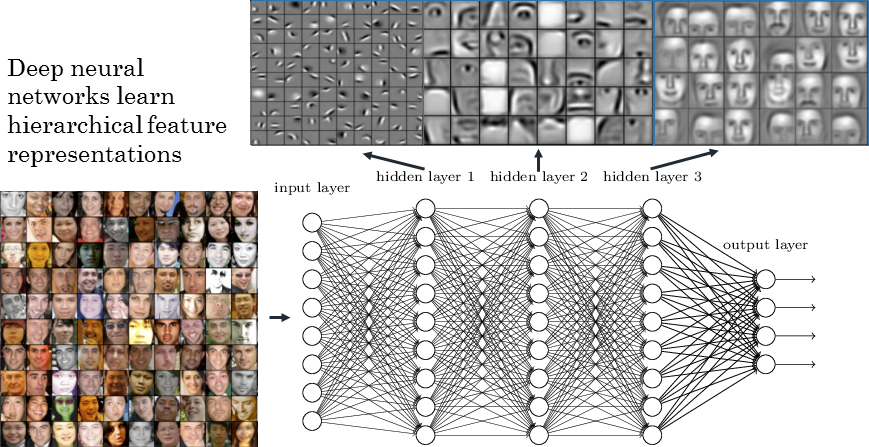 Deep neural
networks learn
hierarchical feature
representations
hidden layer 1 hidden layer 2 hidden layer 3
input layer
output layer